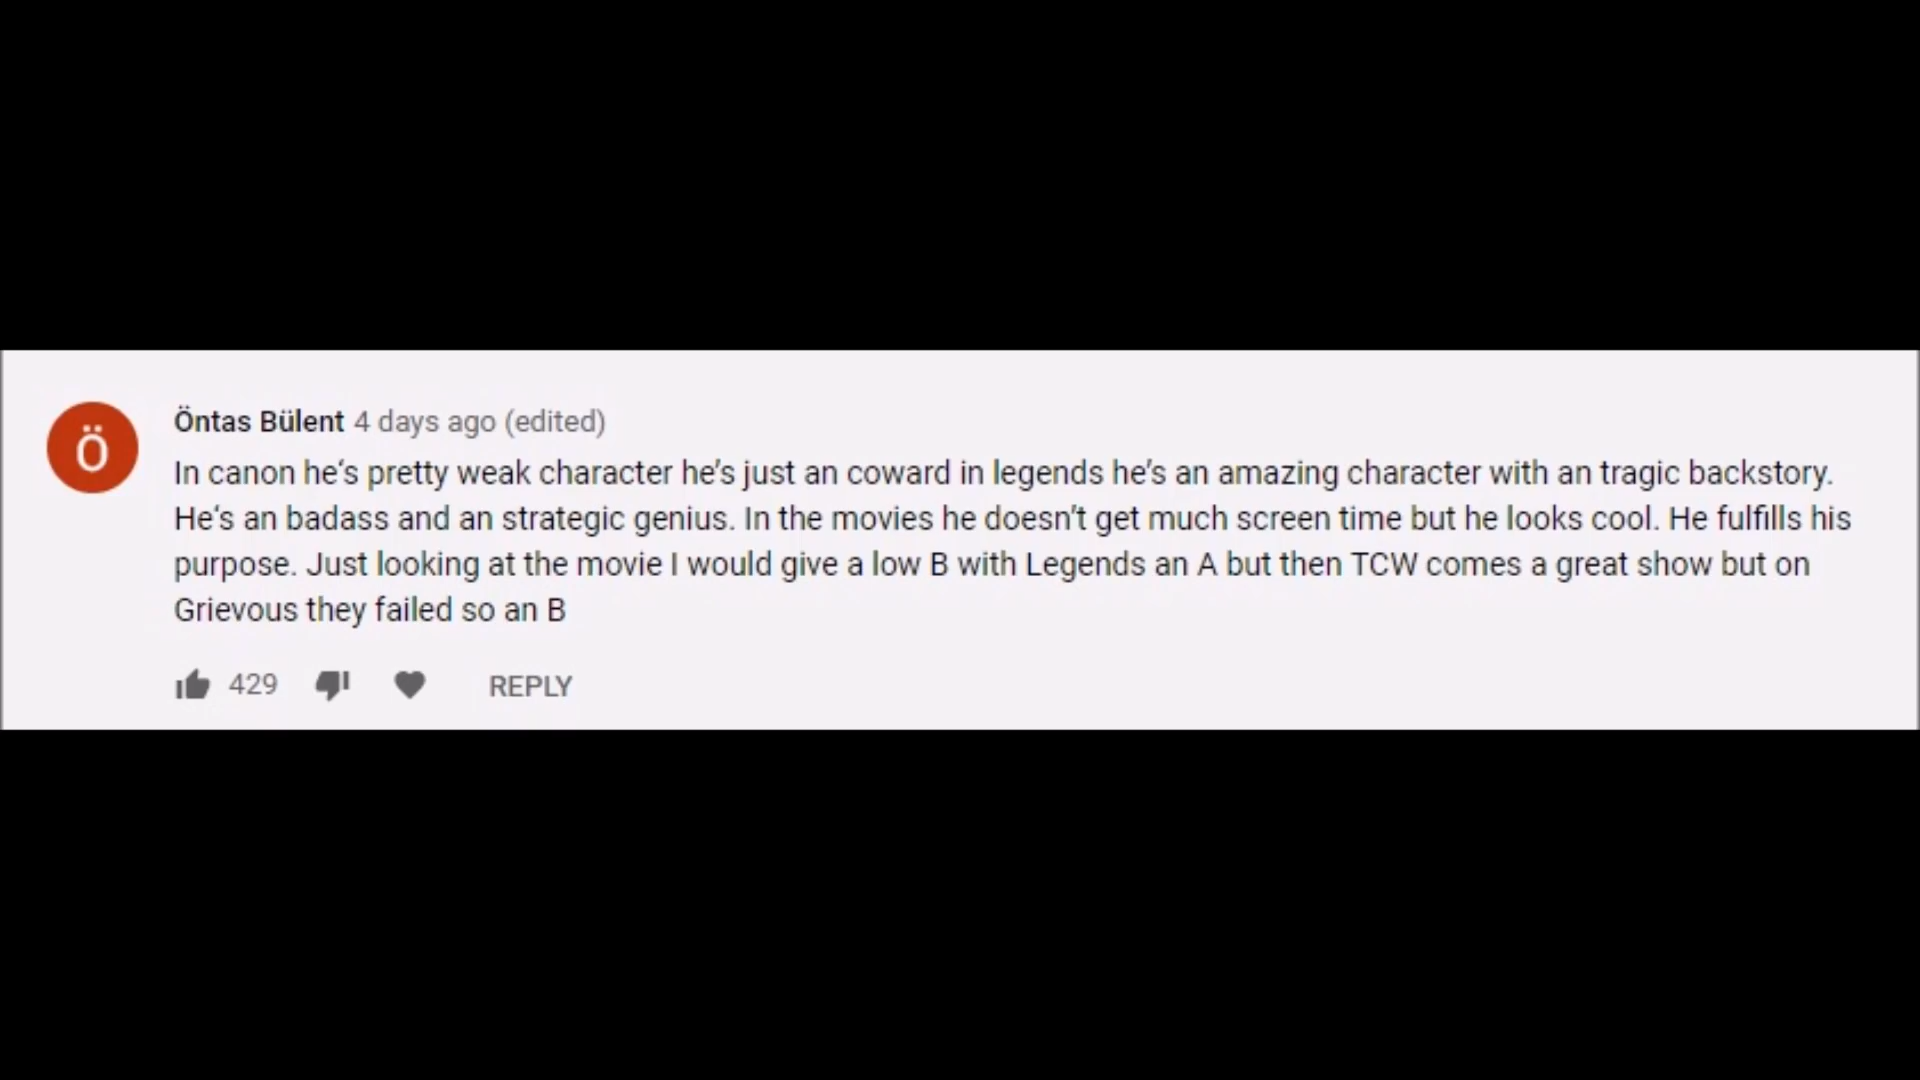 Ö
Öntas Bülent 4 days ago (edited)
In canon he‘s pretty weak character he’s just an coward in legends he’s an amazing character with an tragic backstory.
He‘s an badass and an strategic genius. In the movies he doesn’t get much screen time but he looks cool. He fulfills his
purpose. Just looking at the movie I would give a low B with Legends an A but then TCW comes a great show but on
Grievous they failed so an B
429 REPLY